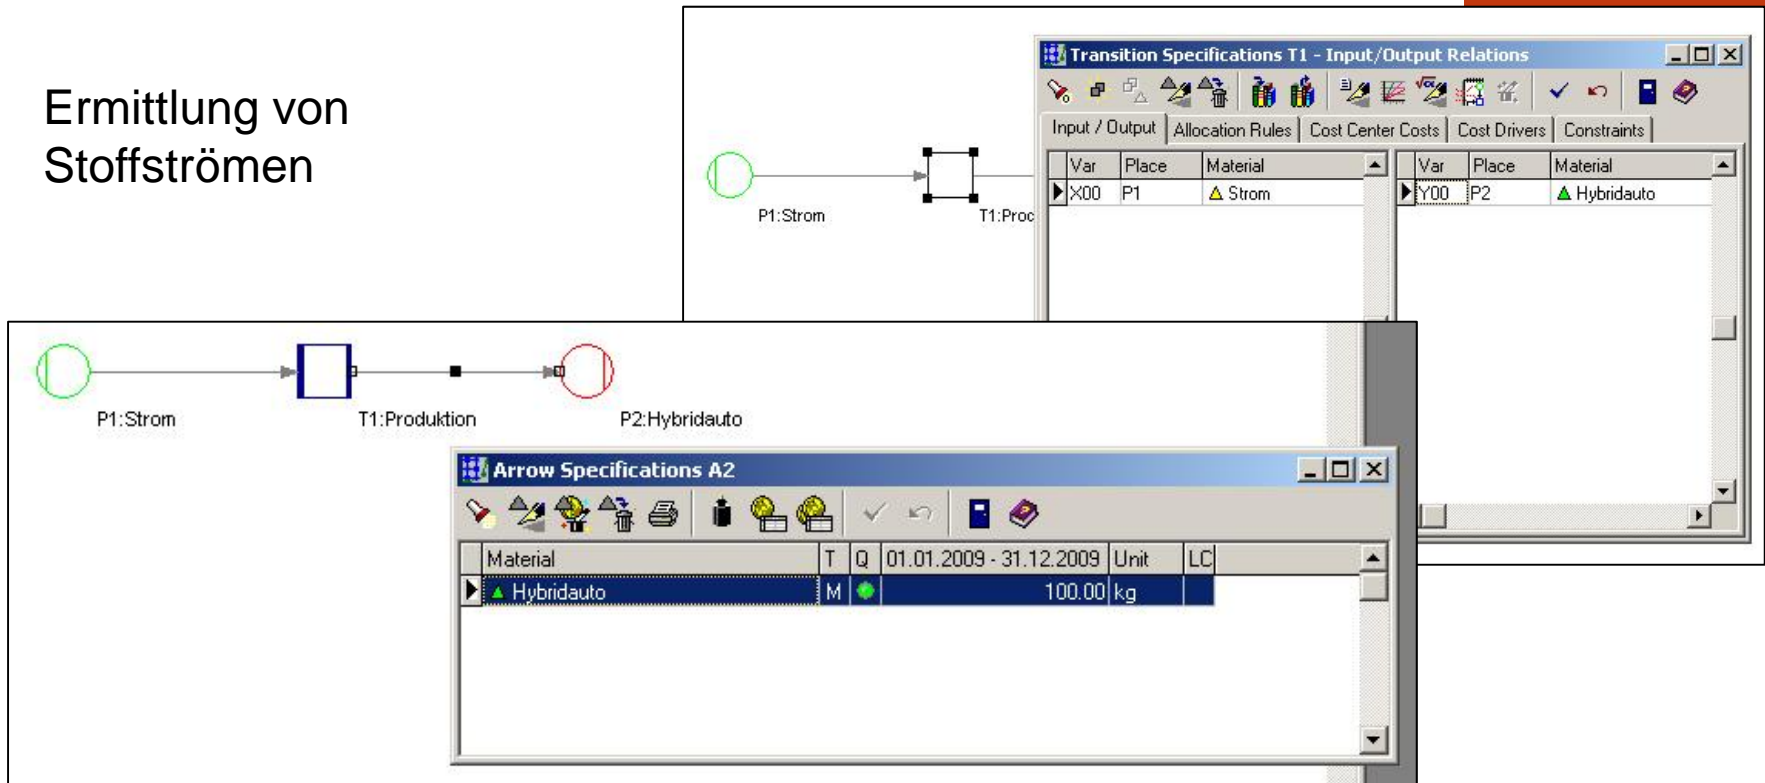 Ermittlung von
Stoffströmen
Transition Specifications T1 - Input/Output Relations
Input / Output Allocation Rules Cost Center Costs Cost Drivers Constraints
Var Place Material Var Place Material
X00 P1 Strom Y00 P2 Hybridauto
P1:Strom T1:Proc
P1:Strom T1:Produktion P2:Hybridauto
Arrow Specifications A2
Material T Q 01.01.2009 - 31.12.2009 Unit LC
Hybridauto M 100.00 kg